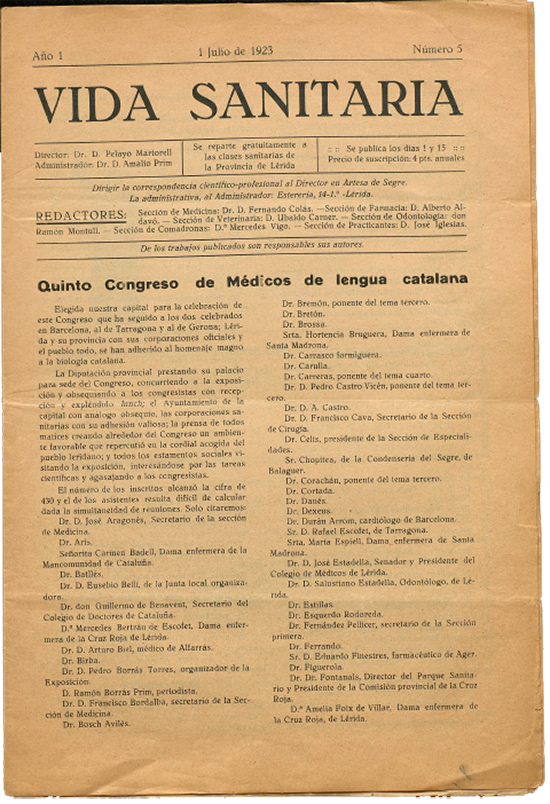 Año 1
1 Julio de 1923
Número 5
VIDA SANITARIA
Director: Dr. D. Pelayo Martorell
Administrador: Dr. D. Amalio Prim
Se reparte gratuitamente a
las clases sanitarias de
la Provincia de Lérida
:: :: Se publica los días 1 y 15 :: ::
Precio de suscripción: 4 pts. anuales
Dirigir la correspondencia científico-profesional al Director en Artesa de Segre.
La administrativa, al Administrador: Esterería, 14-1.º -Lérida.
REDACTORES: Sección de Medicina: Dr. D. Fernando Colás. —Sección de Farmacia: D. Alberto Al-
davó. — Sección de Veterinaria: D. Ubaldo Carner. — Sección de Odontología: don
Ramón Montull. — Sección de Comadronas: D.ª Mercedes Vigo. — Sección de Practicantes: D. José Iglesias.
De los trabajos publicados son responsables sus autores.
Quinto Congreso de Médicos de lengua catalana
Elegida nuestra capital para la celebración de
este Congreso que ha seguido a los dos celebrados
en Barcelona, al de Tarragona y al de Gerona; Léri-
da y su provincia con sus corporaciones oficiales y
el pueblo todo, se han adherido al homenaje magno
a la biología catalana.
La Diputación provincial prestando su palacio
para sede del Congreso, concurriendo a la exposi-
ción y obsequiando a los congresistas con recep-
ción y expléndido lunch; el Ayuntamiento de la
capital con análogo obsequio, las corporaciones sa-
nitarias con su adhesión valiosa; la prensa de todos
matices creando alrededor del Congreso un ambien-
te favorable que repercutió en la cordial acogida del
pueblo leridano; y todos los estamentos sociales vi-
sitando la exposición, interesándose por las tareas
científicas y agasajando a los congresistas.
El número de los inscritos alcanzó la cifra de
430 y el de los asistentes resulta difícil de calcular
dada la simultaneidad de reuniones. Solo citaremos:
Dr. D. José Aragonés, Secretario de la sección
de Medicina.
Dr. Aris.
Señorita Carmen Badell, Dama enfermera de la
Mancomunidad de Cataluña.
Dr. Batllés.
Dr. D. Eusebio Belli, de la Junta local organiza-
dora.
Dr. don Guillermo de Benavent, Secretario del
Colegio de Doctores de Cataluña.
D.ª Mercedes Bertrán de Escofet, Dama enfer-
mera de la Cruz Roja de Lérida.
Dr. D. Arturo Biel, médico de Alfarrás.
Dr. Birba.
Dr. D. Pedro Borrás Torres, organizador de la
Exposición.
D. Ramón Borrás Prim, periodista.
Dr. D. Francisco Bordalba, secretario de la Sec-
ción de Medicina.
Dr. Bosch Avilés.
Dr. Bremón, ponente del tema tercero.
Dr. Bretón.
Dr. Brossa.
Srta. Hortencia Bruguera, Dama enfermera de
Santa Madrona.
Dr. Carrasco formiguera.
Dr. Carulla.
Dr. Carreras, ponente del tema cuarto.
Dr. D. Pedro Castro Vicén, ponente del tema ter-
cero.
Dr. D. A. Castro.
Dr. D. Francisco Cava, Secretario de la Sección
de Cirugía.
Dr. Celis, presidente de la Sección de Especiali-
dades.
Sr. Chopitea, de la Condensería del Segre, de
Balaguer.
Dr. Corachán, ponente del tema tercero.
Dr. Cortada.
Dr. Danés.
Dr. Dexeus.
Dr. Durán Arrom, cardiólogo de Barcelona.
Sr. D. Rafael Escofet, de Tarragona.
Srta. María Espiell, Dama enfermera de Santa
Madrona.
Dr. D. José Estadella, Senador y Presidente del
Colegio de Médicos de Lérida.
Dr. D. Salustiano Estadella, Odontólogo, de Lé-
rida.
Dr. Estillas.
Dr. Esquerdo Rodoreda.
Dr. Fernández Pellicer, secretario de la Sección
primera.
Dr. Ferrando.
Sr. D. Eduardo Finestres, farmacéutico de Ager.
Dr. Figuerola.
Dr. Dr. Fontanals, Director del Parque Sanita-
rio y Presidente de la Comisión provincial de la Cruz
Roja.
D.ª Amelia Foix de Villar, Dama enfermera de
la Cruz Roja, de Lérida.